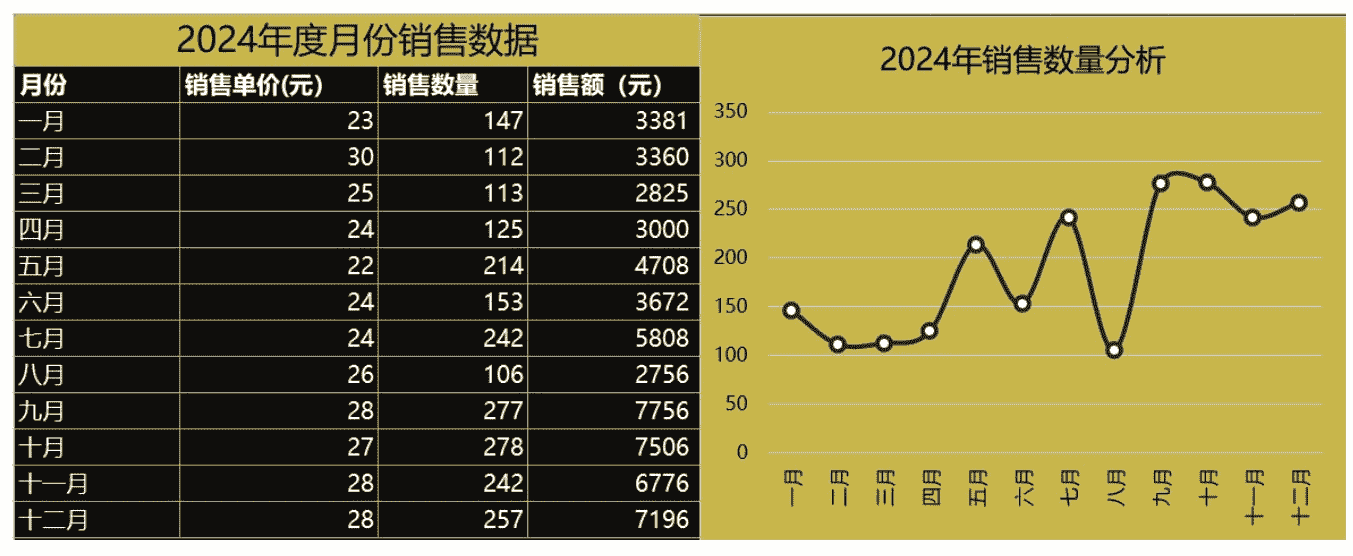 2024年度月份销售数据
月份 销售单价(元) 销售数量 销售额（元）
一月 23 147 3381
二月 30 112 3360
三月 25 113 2825
四月 24 125 3000
五月 22 214 4708
六月 24 153 3672
七月 24 242 5808
八月 26 106 2756
九月 28 277 7756
十月 27 278 7506
十一月 28 242 6776
十二月 28 257 7196
2024年销售数量分析
350
300
250
200
150
100
50
0
一月 二月 三月 四月 五月 六月 七月 八月 九月 十月 十一月 十二月